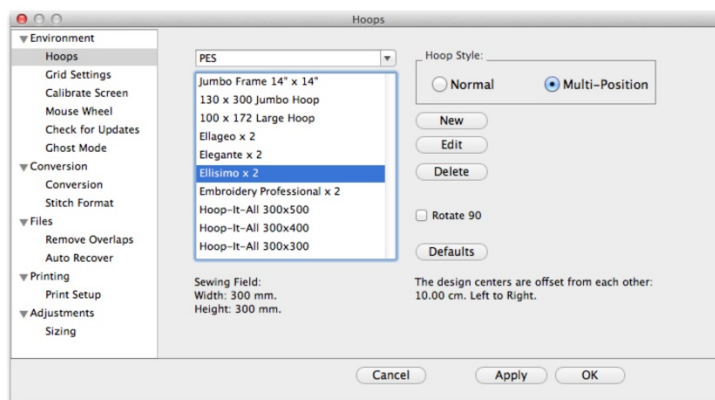 Hoops
Environment
Hoops
Grid Settings
Calibrate Screen
Mouse Wheel
Check for Updates
Ghost Mode
Conversion
Conversion
Stitch Format
Files
Remove Overlaps
Auto Recover
Printing
Print Setup
Adjustments
Sizing
PES
Jumbo Frame 14" x 14"
130 x 300 Jumbo Hoop
100 x 172 Large Hoop
Ellageo x 2
Elegante x 2
Ellisimo x 2
Embroidery Professional x 2
Hoop-It-All 300x500
Hoop-It-All 300x400
Hoop-It-All 300x300
Sewing Field:
Width: 300 mm.
Height: 300 mm.
Hoop Style:
Normal Multi-Position
New
Edit
Delete
Rotate 90
Defaults
The design centers are offset from each other:
10.00 cm. Left to Right.
Cancel Apply OK